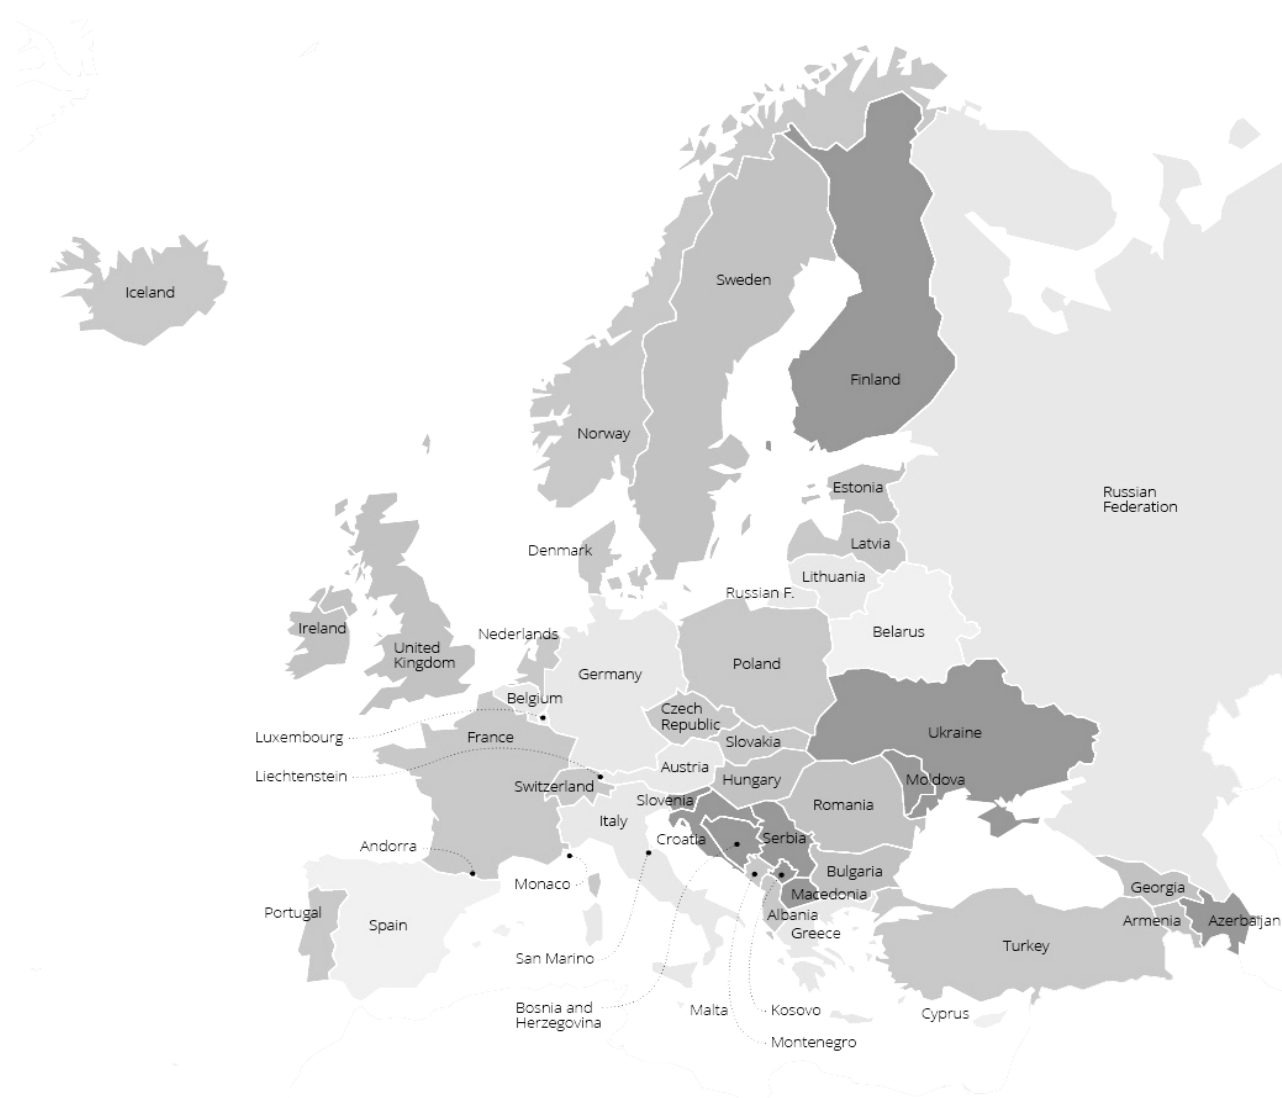 Iceland
Sweden
Finland
Norway
Estonia
Russian
Federation
Latvia
Denmark
Lithuania
Russian F.
Ireland
Nederlands
Belarus
United
Kingdom
Poland
Germany
Belgium
Czech
Republic
Luxembourg
France
Ukraine
Slovakia
Liechtenstein
Austria
Switzerland
Hungary
Moldova
Slovenia
Romania
Italy
Croatia
Serbia
Andorra
Bulgaria
Monaco
Georgia
Macedonia
Portugal
Albania
Spain
Armenia
Azerbaijan
Greece
Turkey
San Marino
Bosnia and
Herzegovina
Malta
Kosovo
Cyprus
Montenegro